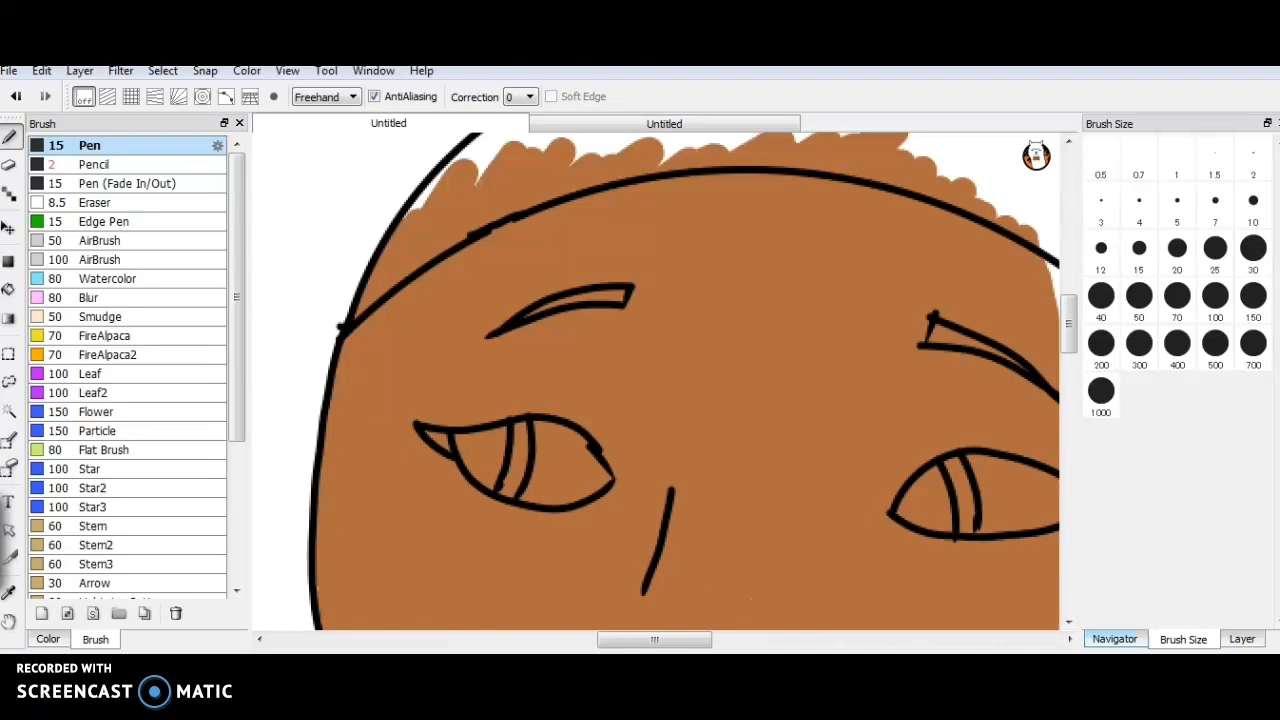 File Edit Layer Filter Select Snap Color View Tool Window Help
off Freehand AntiAliasing Correction 0 Soft Edge
Brush
Untitled
Untitled
Brush Size
15 Pen
2 Pencil
15 Pen (Fade In/Out)
8.5 Eraser
15 Edge Pen
50 AirBrush
100 AirBrush
80 Watercolor
80 Blur
50 Smudge
70 FireAlpaca
70 FireAlpaca2
100 Leaf
100 Leaf2
150 Flower
150 Particle
80 Flat Brush
100 Star
100 Star2
100 Star3
60 Stem
60 Stem2
60 Stem3
30 Arrow
0.5 0.7 1 1.5 2
3 4 5 7 10
12 15 20 25 30
40 50 70 100 150
200 300 400 500 700
1000
Color Brush
Navigator Brush Size Layer
RECORDED WITH
SCREENCAST MATIC